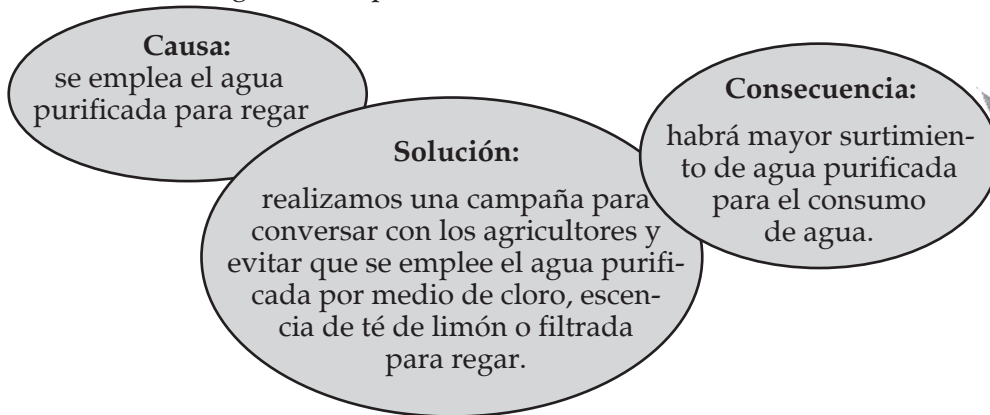 Causa:
se emplea el agua
purificada para regar
Solución:
realizamos una campaña para
conversar con los agricultores y
evitar que se emplee el agua purifi-
cada por medio de cloro, escen-
cia de té de limón o filtrada
para regar.
Consecuencia:
habrá mayor surtimien-
to de agua purificada
para el consumo
de agua.